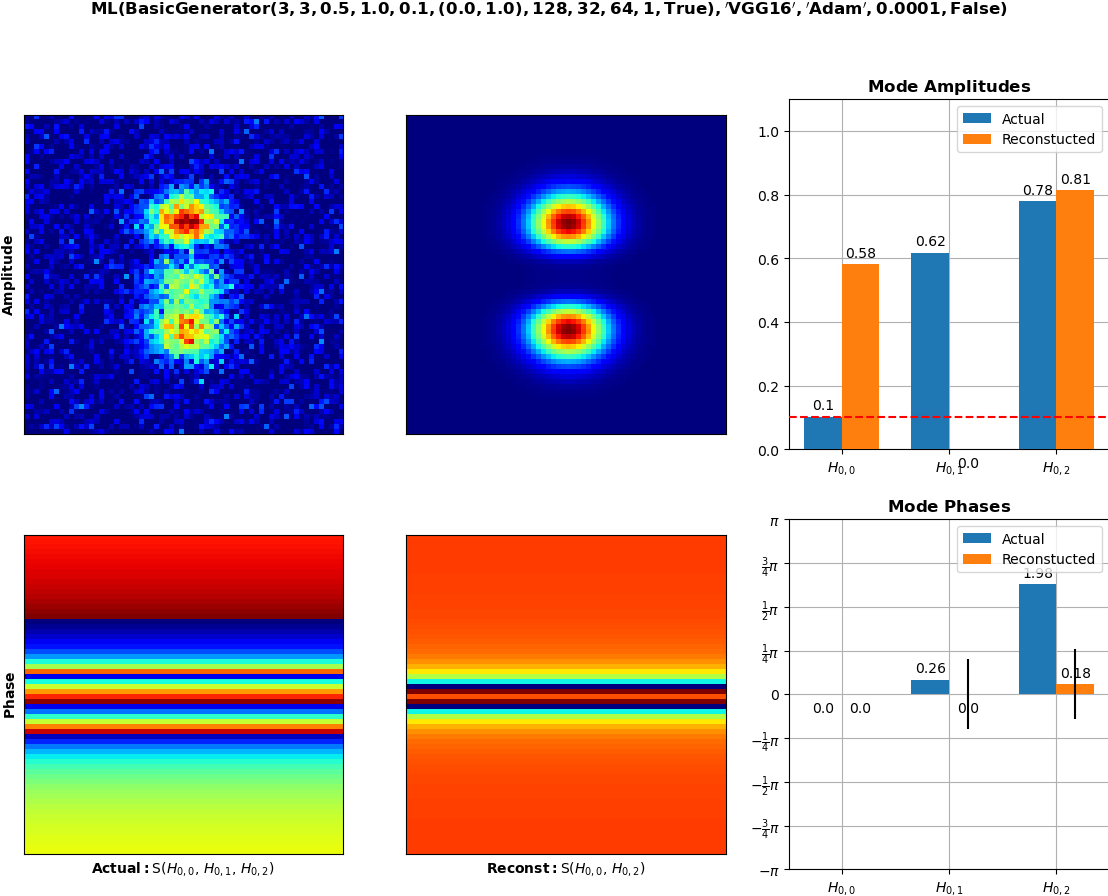 ML(BasicGenerator(3, 3, 0.5, 1.0, 0.1, (0.0, 1.0), 128, 32, 64, 1, True), ′VGG16′, ′Adam′, 0.0001, False)
Amplitude
Mode Amplitudes
Actual
Reconstucted
1.0
0.8
0.6
0.4
0.2
0.0
0.1
0.58
0.62
0.0
0.78
0.81
H0,0
H0,1
H0,2
Phase
Actual: S(H0,0, H0,1, H0,2)
Reconst: S(H0,0, H0,2)
Mode Phases
Actual
Reconstucted
π
3/4π
1/2π
1/4π
0
−1/4π
−1/2π
−3/4π
−π
0.0
0.0
0.26
0.0
1.98
0.18
H0,0
H0,1
H0,2